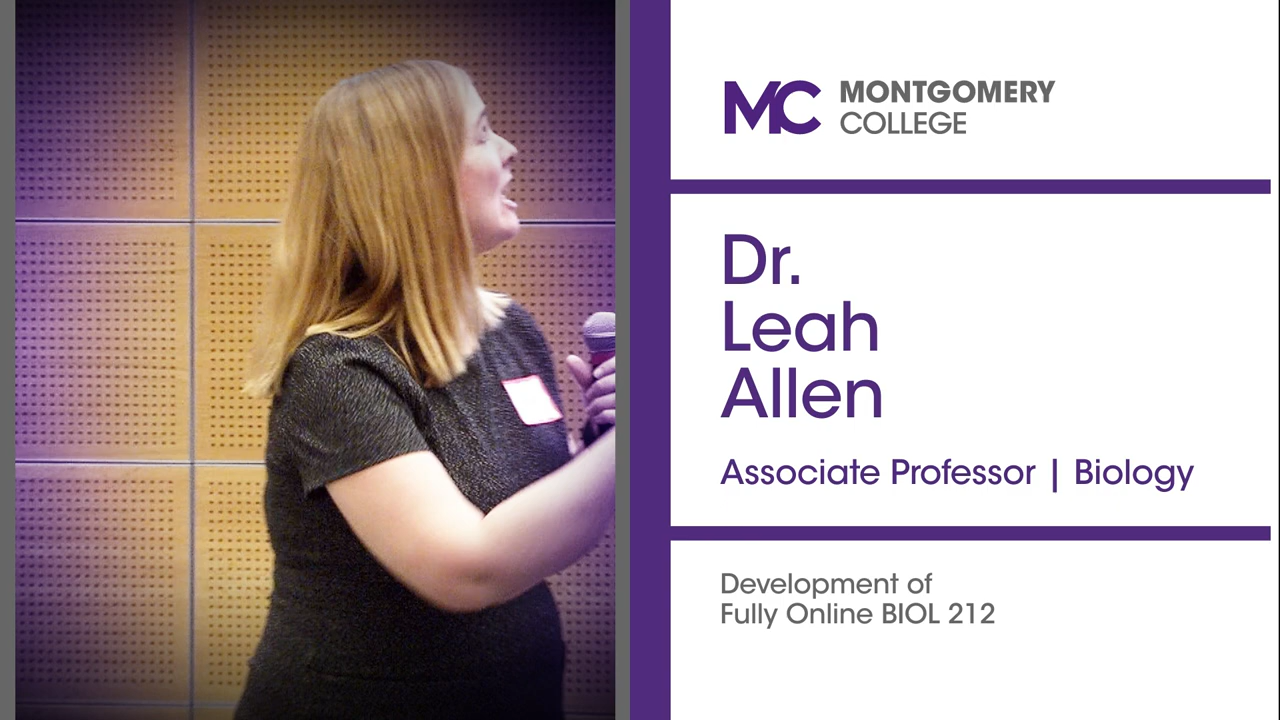 MC MONTGOMERY
COLLEGE
Dr.
Leah
Allen
Associate Professor | Biology
Development of
Fully Online BIOL 212